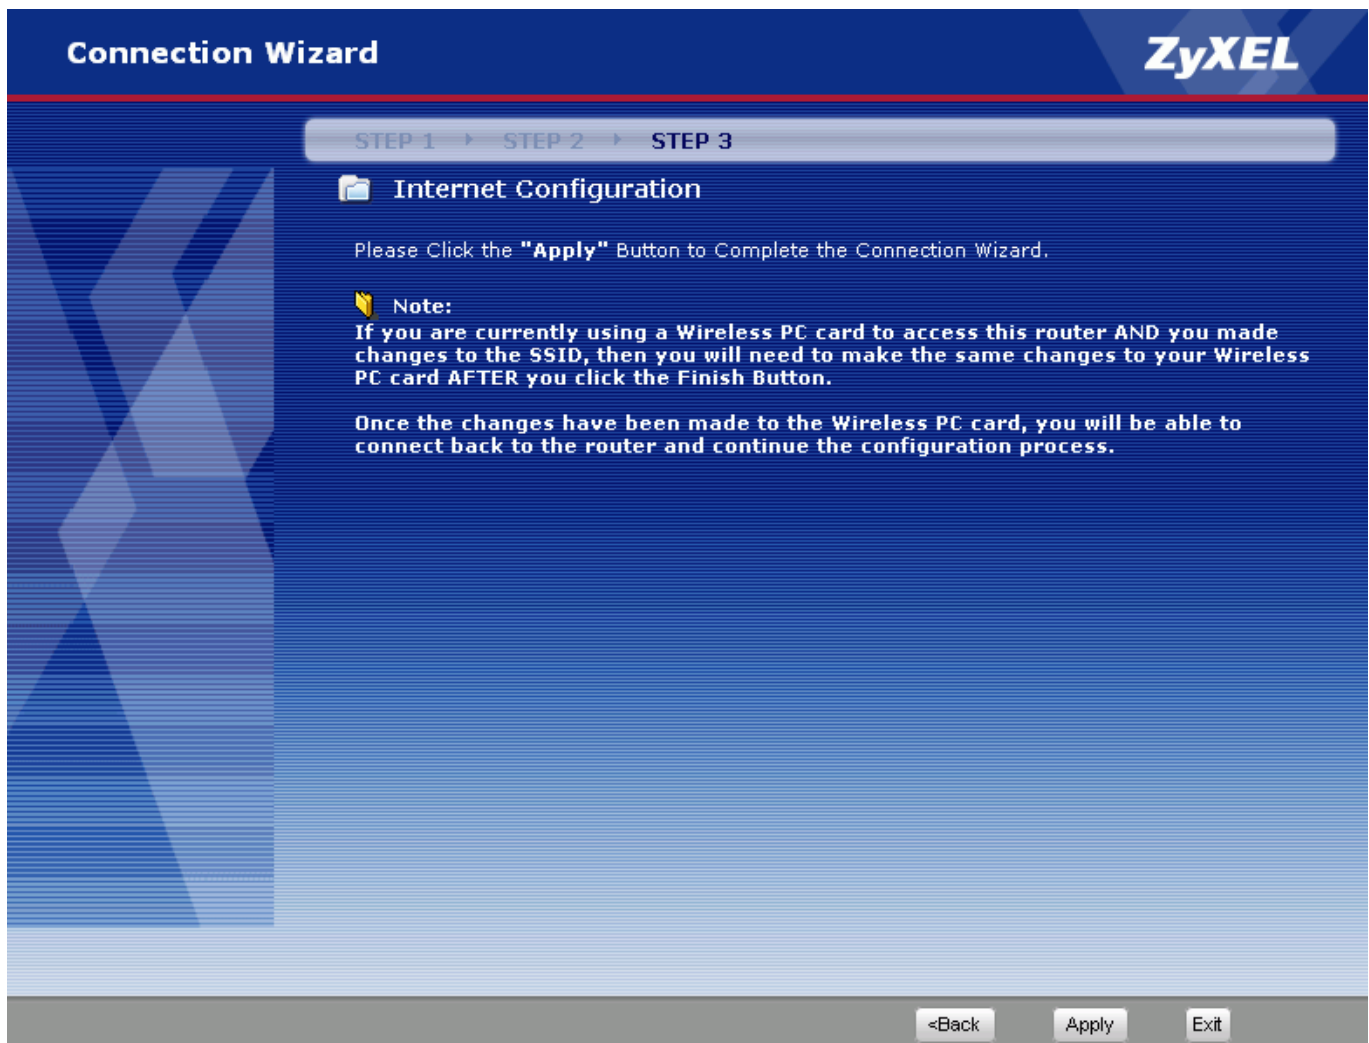 Connection Wizard
ZyXEL
STEP 1 STEP 2 STEP 3
Internet Configuration
Please Click the "Apply" Button to Complete the Connection Wizard.
Note:
If you are currently using a Wireless PC card to access this router AND you made
changes to the SSID, then you will need to make the same changes to your Wireless
PC card AFTER you click the Finish Button.
Once the changes have been made to the Wireless PC card, you will be able to
connect back to the router and continue the configuration process.
<Back Apply Exit